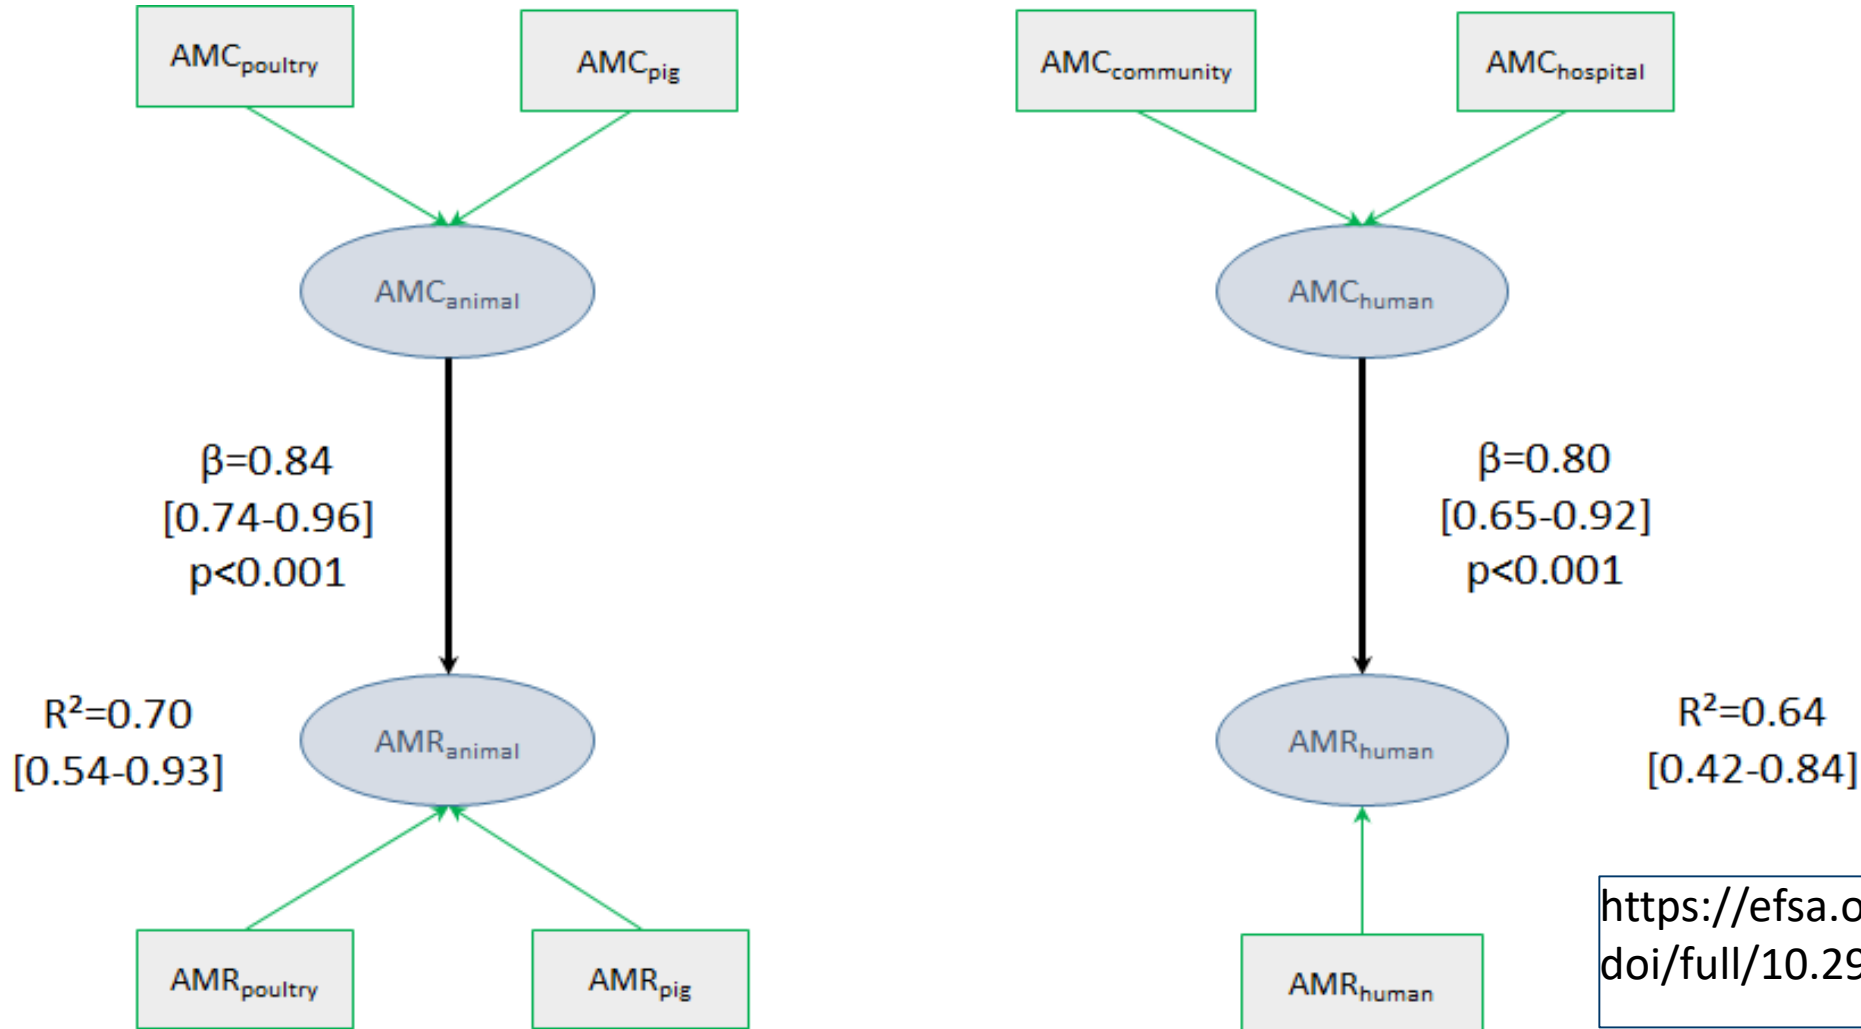 AMCpoultry
AMCpig
AMCcommunity
AMChospital
AMCanimal
AMChuman
β=0.84
[0.74-0.96]
p<0.001
β=0.80
[0.65-0.92]
p<0.001
R²=0.70
[0.54-0.93]
AMRanimal
AMRhuman
R²=0.64
[0.42-0.84]
AMRpoultry
AMRpig
AMRhuman
https://efsa.o
doi/full/10.29